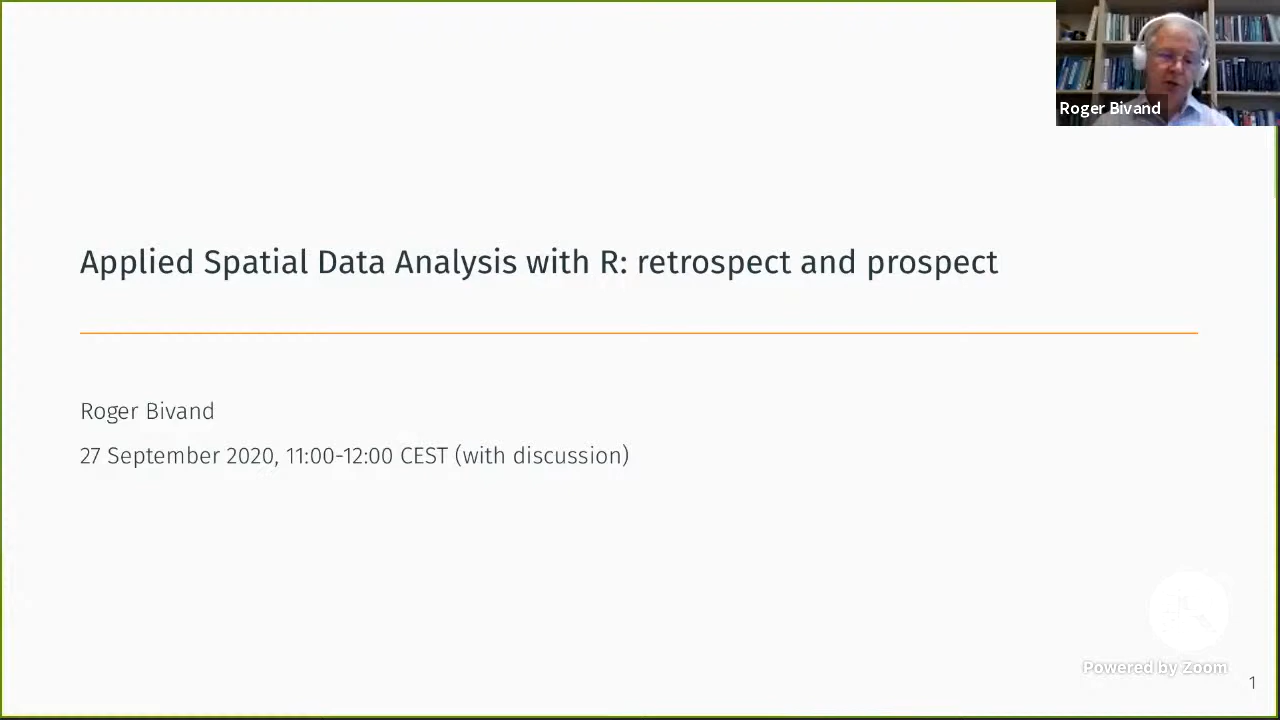 Roger Bivand
Applied Spatial Data Analysis with R: retrospect and prospect
Roger Bivand
27 September 2020, 11:00-12:00 CEST (with discussion)
Powered by Zoom
1